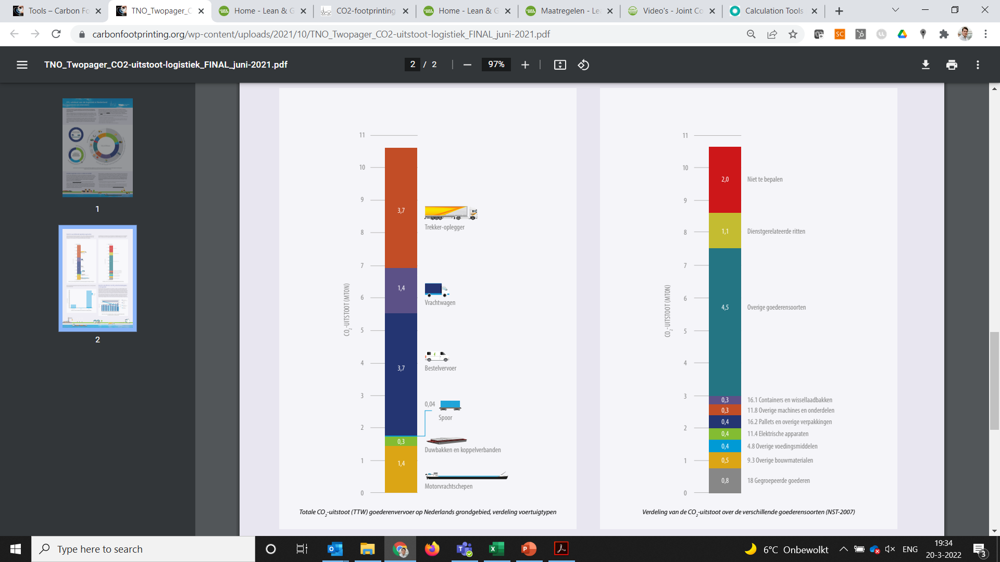 Tools – Carbon Fo
TNO_Twopager_C
Home - Lean & G
CO2-footprinting
Home - Lean & G
Maatregelen - Le
Video's - Joint Co
Calculation Tools
carbonfootprinting.org/wp-content/uploads/2021/10/TNO_Twopager_CO2-uitstoot-logistiek_FINAL_juni-2021.pdf
TNO_Twopager_CO2-uitstoot-logistiek_FINAL_juni-2021.pdf
2 / 2
97%
1
2
CO2-UITSTOOT (MTON)
11
10
9
8
7
6
5
4
3
2
1
0
3,7
Trekker-oplegger
1,4
Vrachtwagen
3,7
Bestelvervoer
0,04
Spoor
0,3
Duwbakken en koppelverbanden
1,4
Motorvrachtschepen
Totale CO2-uitstoot (TTW) goederenvervoer op Nederlands grondgebied, verdeling voertuigtypen
CO2-UITSTOOT (MTON)
11
10
9
8
7
6
5
4
3
2
1
0
2,0 Niet te bepalen
1,1 Dienstgerelateerde ritten
4,5 Overige goederensoorten
0,3 16.1 Containers en wissellaadbakken
0,3 11.8 Overige machines en onderdelen
0,4 16.2 Pallets en overige verpakkingen
0,4 11.4 Elektrische apparaten
0,4 4.8 Overige voedingsmiddelen
0,5 9.3 Overige bouwmaterialen
0,8 18 Gegroepeerde goederen
Verdeling van de CO2-uitstoot over de verschillende goederensoorten (NST-2007)
Type here to search
6°C Onbewolkt
ENG
19:34
20-3-2022
3